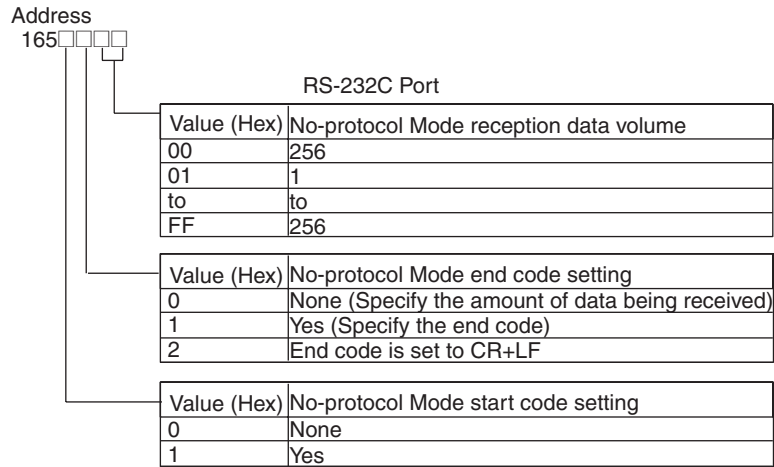 Address
165□□□□
RS-232C Port
Value (Hex) No-protocol Mode reception data volume
00 256
01 1
to to
FF 256
Value (Hex) No-protocol Mode end code setting
0 None (Specify the amount of data being received)
1 Yes (Specify the end code)
2 End code is set to CR+LF
Value (Hex) No-protocol Mode start code setting
0 None
1 Yes